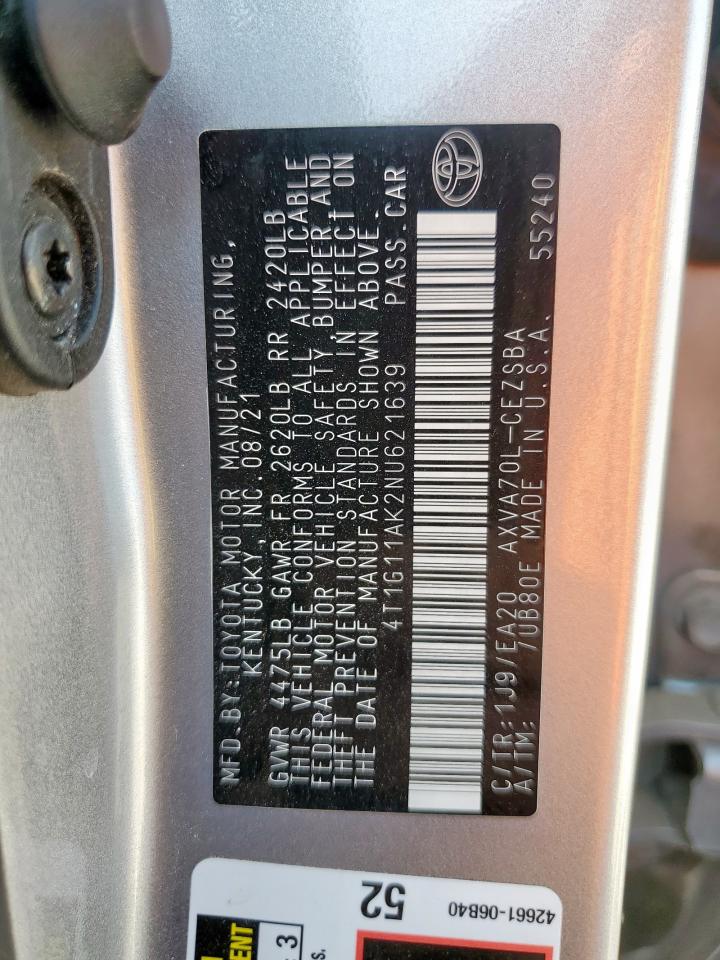 MFD.BY:TOYOTA MOTOR MANUFACTURING,
KENTUCKY, INC. 08/21
GVWR 4475LB GAWR FR 2620LB RR 2420LB
THIS VEHICLE CONFORMS TO ALL APPLICABLE
FEDERAL MOTOR VEHICLE SAFETY, BUMPER, AND
THEFT PREVENTION STANDARDS IN EFFECT ON
THE DATE OF MANUFACTURE SHOWN ABOVE.
4T1G11AK2NU621639 PASS.CAR
C/TR:1J9/EA20 AXVA70L-CEZSBA
A/TM: /UB80E MADE IN U.S.A. 55240
52
42661-06B40
3